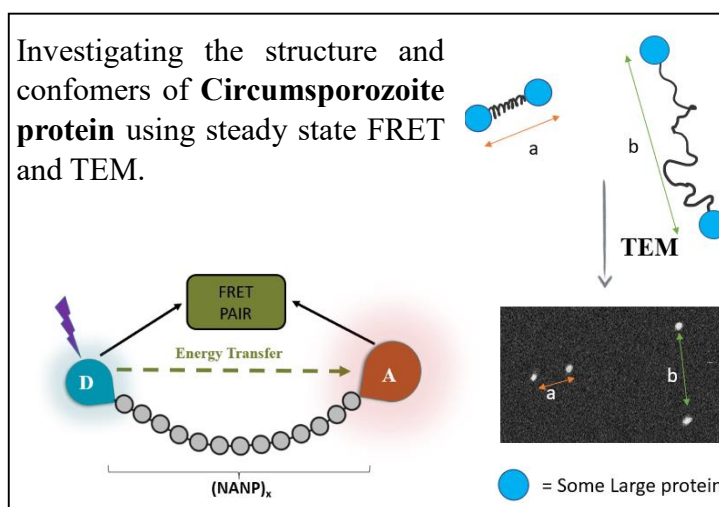 Investigating the structure and
confomers of Circumsporozoite
protein using steady state FRET
and TEM.
a
b
TEM
FRET
PAIR
Energy Transfer
D
A
(NANP)x
a
b
= Some Large protein